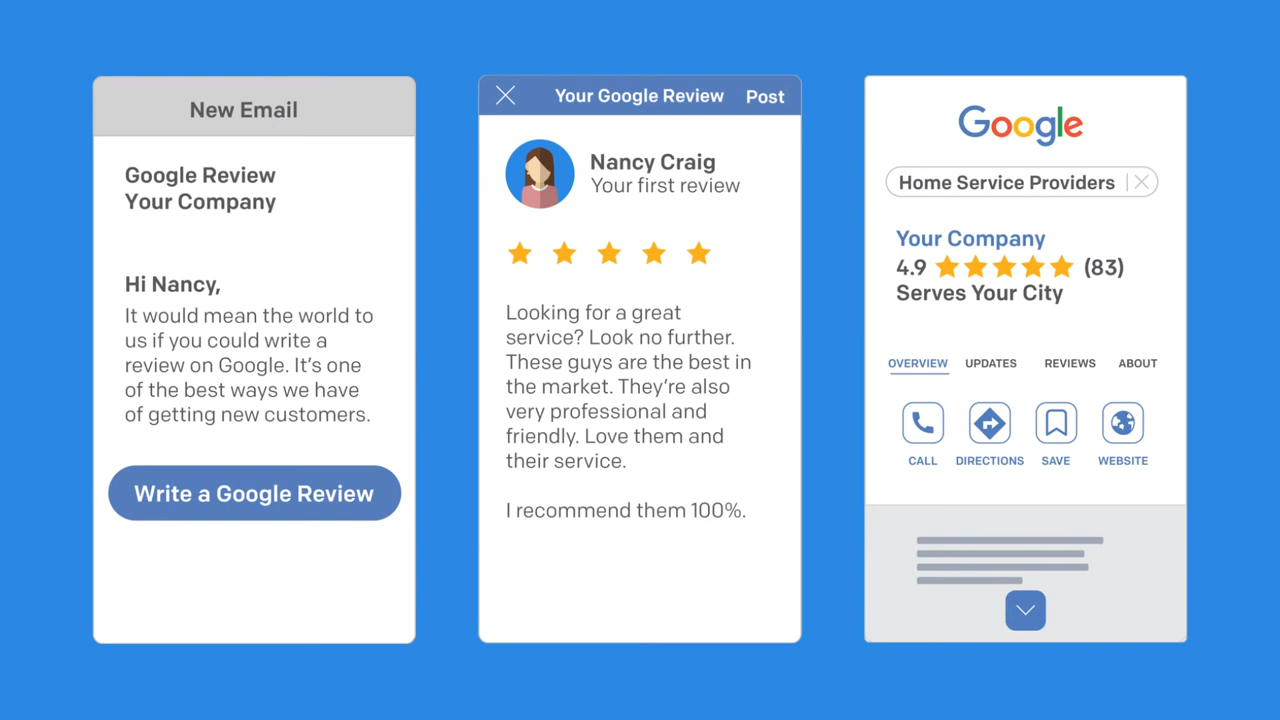 New Email
Google Review
Your Company
Hi Nancy,
It would mean the world to
us if you could write a
review on Google. It's one
of the best ways we have
of getting new customers.
Write a Google Review
Your Google Review
Post
Nancy Craig
Your first review
Looking for a great
service? Look no further.
These guys are the best in
the market. They're also
very professional and
friendly. Love them and
their service.
I recommend them 100%.
Google
Home Service Providers
Your Company
4.9 (83)
Serves Your City
OVERVIEW UPDATES REVIEWS ABOUT
CALL DIRECTIONS SAVE WEBSITE